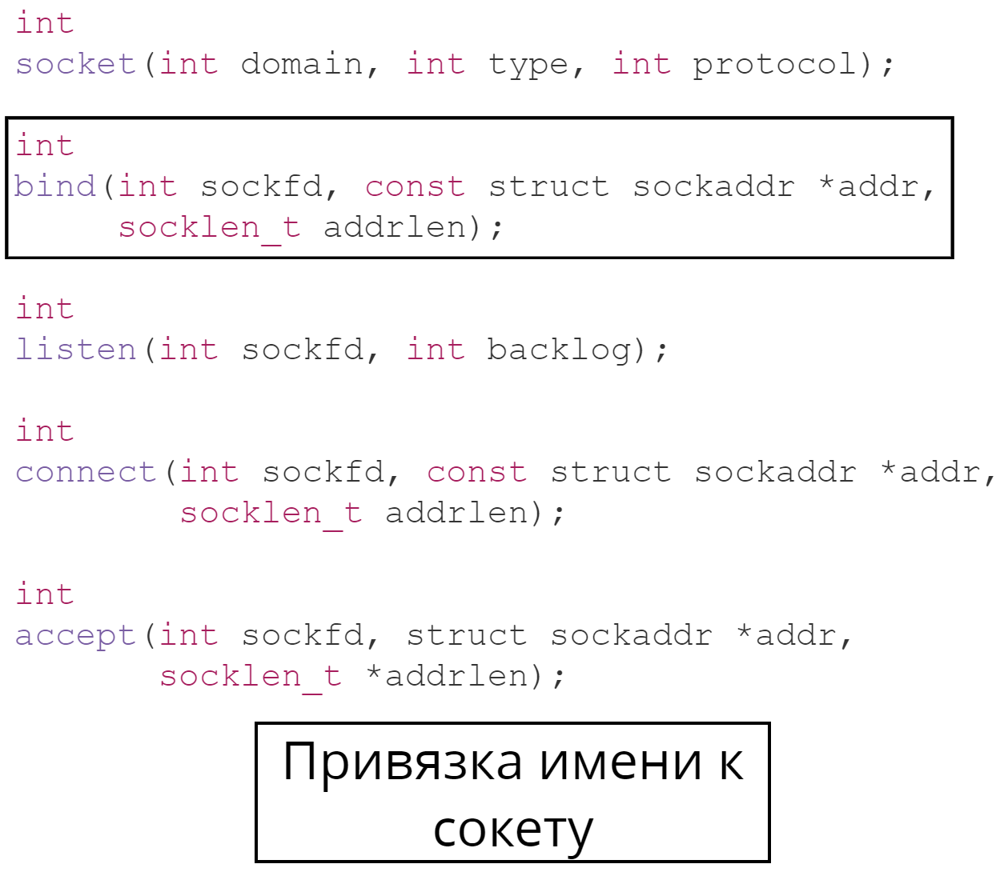 int
socket(int domain, int type, int protocol);
int
bind(int sockfd, const struct sockaddr *addr,
socklen_t addrlen);
int
listen(int sockfd, int backlog);
int
connect(int sockfd, const struct sockaddr *addr,
socklen_t addrlen);
int
accept(int sockfd, struct sockaddr *addr,
socklen_t *addrlen);
Привязка имени к
сокету